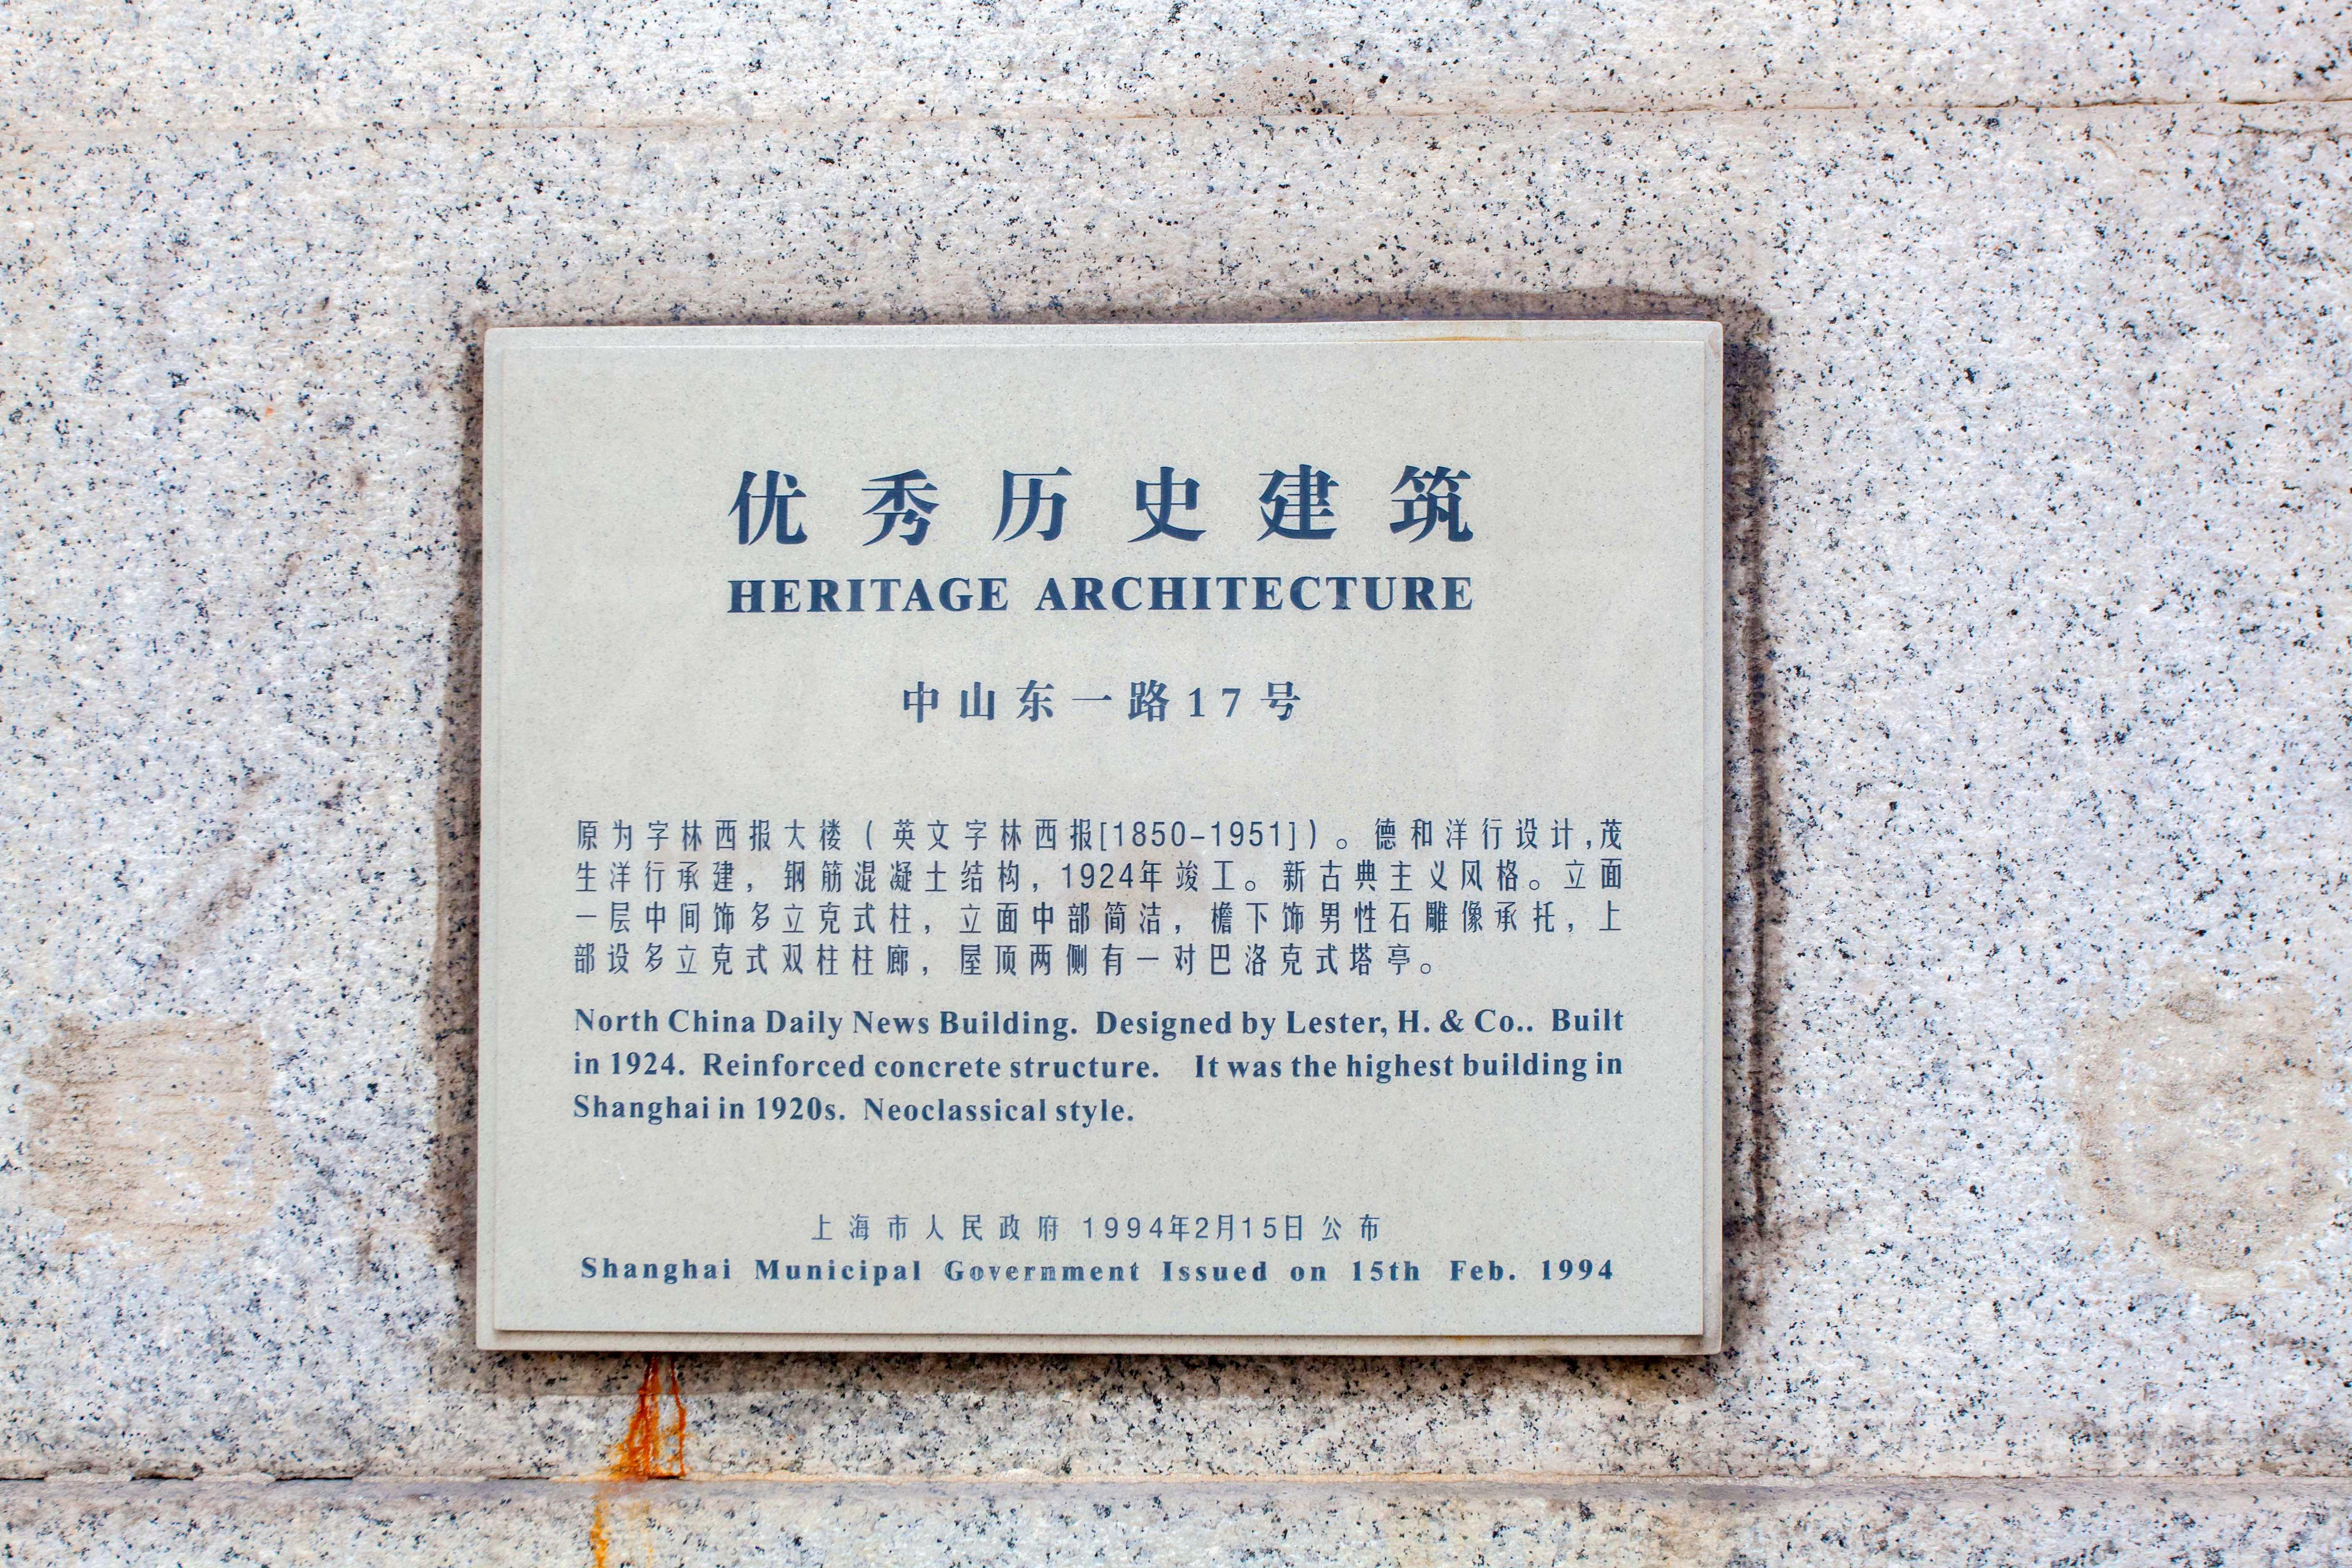 优秀历史建筑
HERITAGE ARCHITECTURE
中山东一路17号
原为字林西报大楼（英文字林西报[1850-1951]）。德和洋行设计,茂
生洋行承建，钢筋混凝土结构，1924年竣工。新古典主义风格。立面
一层中间饰多立克式柱，立面中部简洁，檐下饰男性石雕像承托，上
部设多立克式双柱柱廊，屋顶两侧有一对巴洛克式塔亭。
North China Daily News Building. Designed by Lester, H. & Co.. Built
in 1924. Reinforced concrete structure. It was the highest building in
Shanghai in 1920s. Neoclassical style.
上海市人民政府 1994年2月15日公布
Shanghai Municipal Government Issued on 15th Feb. 1994